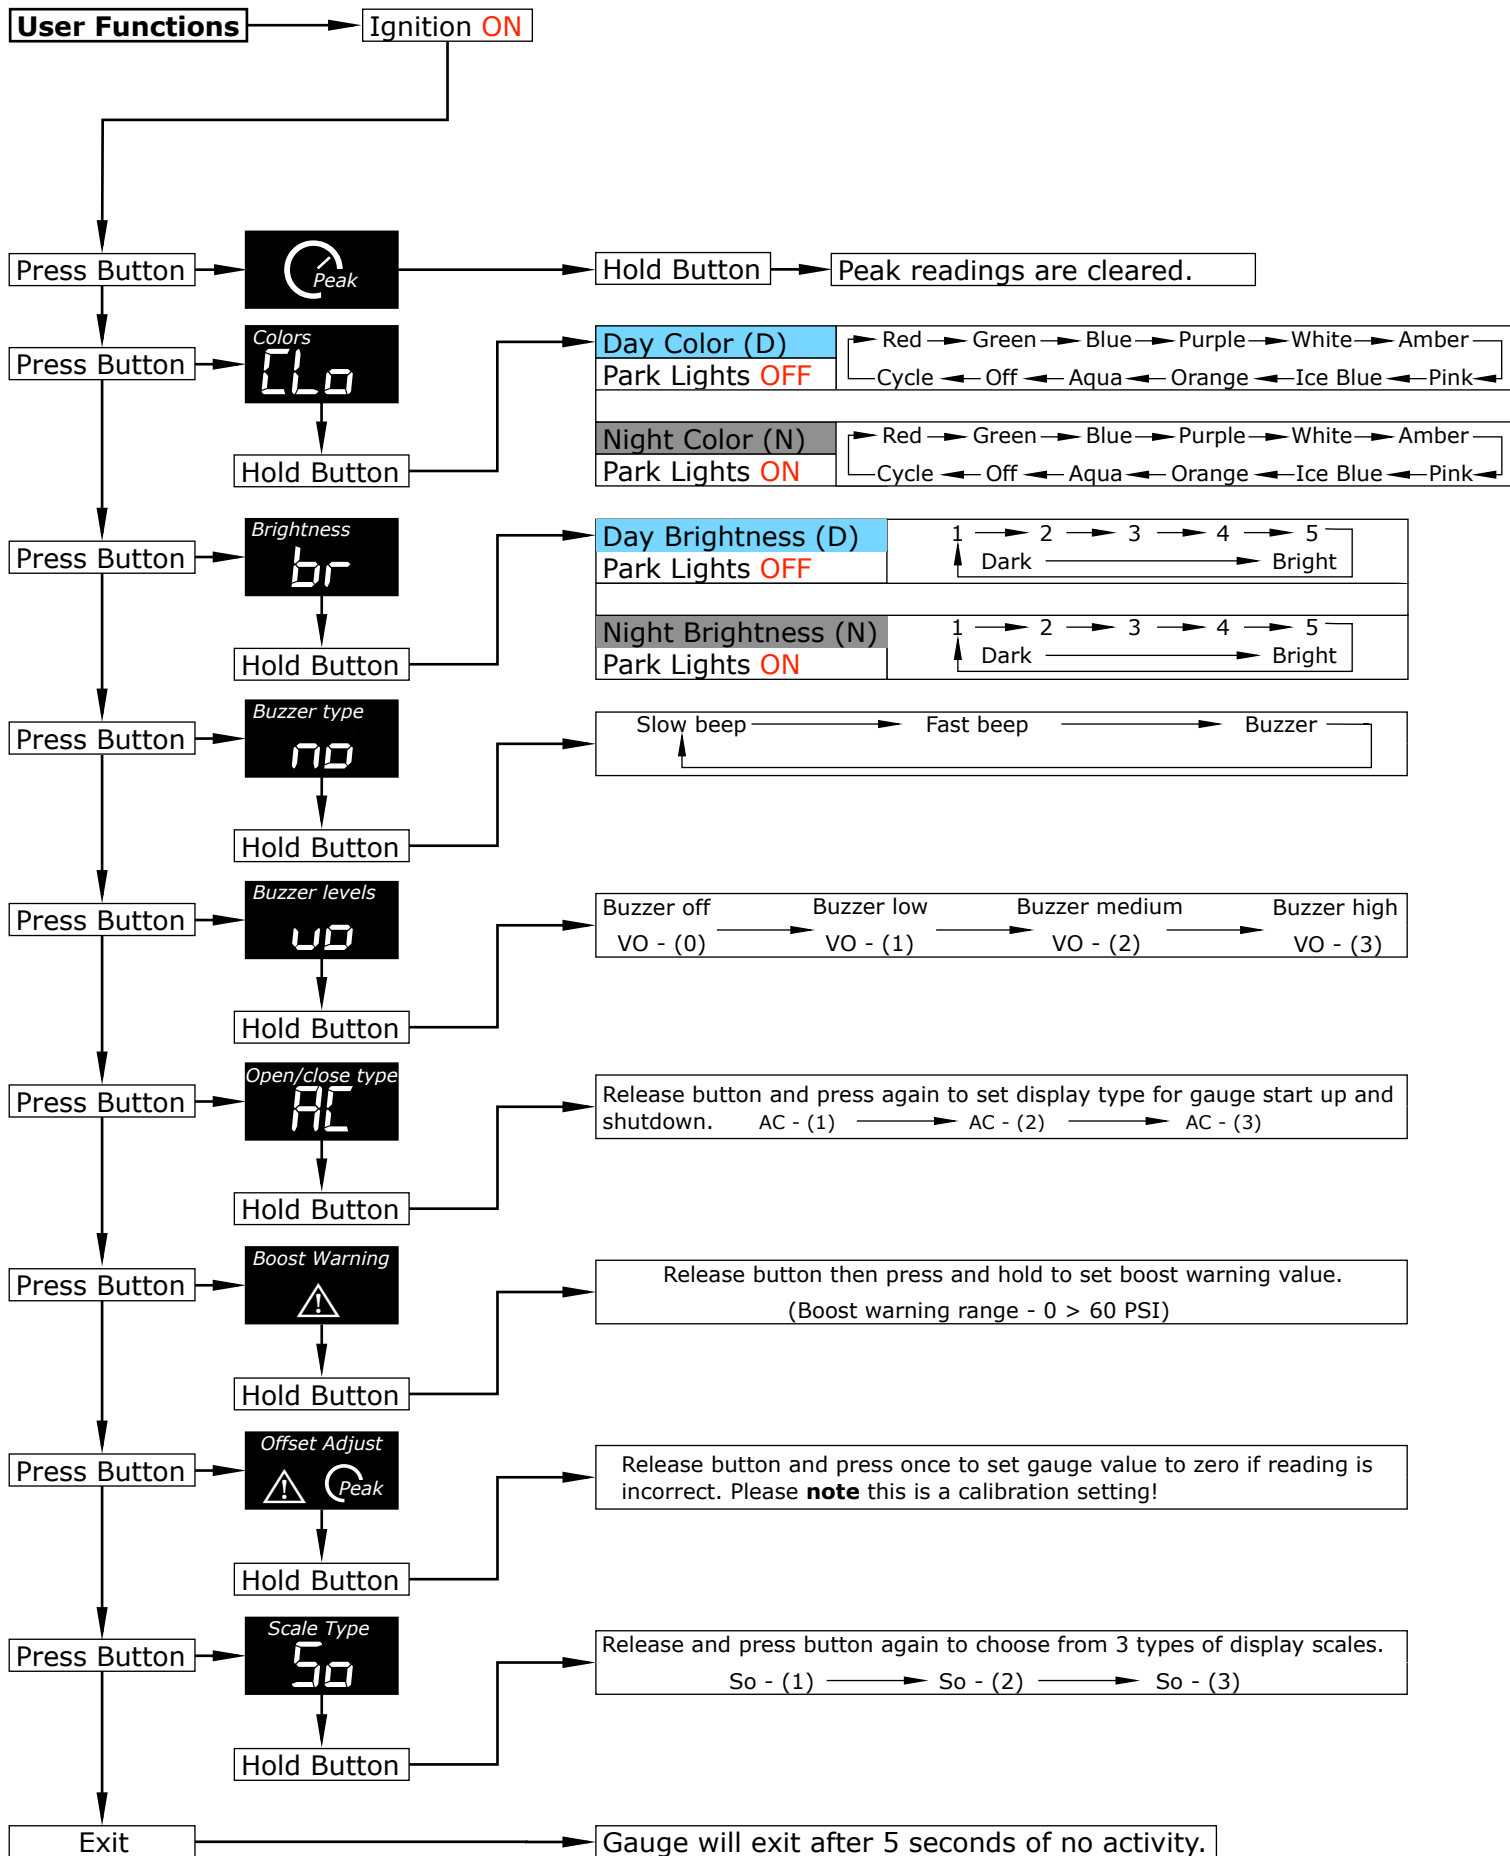 User Functions
Ignition ON
Press Button
Peak
Hold Button
Peak readings are cleared.
Press Button
Colors
CLo
Hold Button
Day Color (D)
Park Lights OFF
Red Green Blue Purple White Amber
Cycle Off Aqua Orange Ice Blue Pink
Night Color (N)
Park Lights ON
Red Green Blue Purple White Amber
Cycle Off Aqua Orange Ice Blue Pink
Press Button
Brightness
br
Hold Button
Day Brightness (D)
Park Lights OFF
1 2 3 4 5
Dark Bright
Night Brightness (N)
Park Lights ON
1 2 3 4 5
Dark Bright
Press Button
Buzzer type
no
Hold Button
Slow beep Fast beep Buzzer
Press Button
Buzzer levels
vo
Hold Button
Buzzer off Buzzer low Buzzer medium Buzzer high
VO - (0) VO - (1) VO - (2) VO - (3)
Press Button
Open/close type
AC
Hold Button
Release button and press again to set display type for gauge start up and
shutdown. AC - (1) AC - (2) AC - (3)
Press Button
Boost Warning
!
Hold Button
Release button then press and hold to set boost warning value.
(Boost warning range - 0 > 60 PSI)
Press Button
Offset Adjust
! Peak
Hold Button
Release button and press once to set gauge value to zero if reading is
incorrect. Please note this is a calibration setting!
Press Button
Scale Type
So
Hold Button
Release and press button again to choose from 3 types of display scales.
So - (1) So - (2) So - (3)
Exit
Gauge will exit after 5 seconds of no activity.